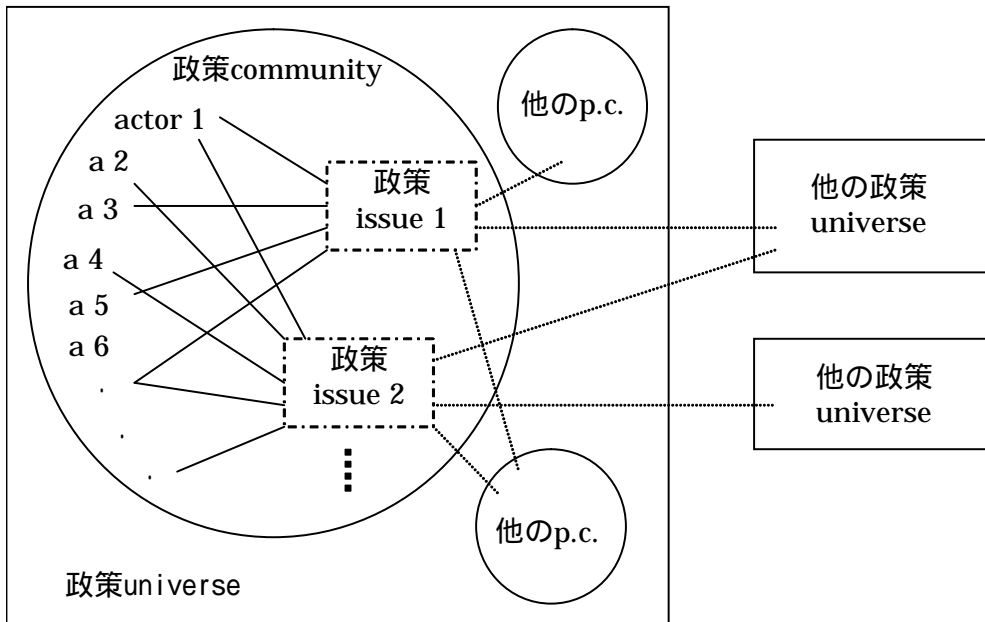 政策community
actor 1
a 2
a 3
a 4
a 5
a 6
政策
issue 1
政策
issue 2
他のp.c.
他のp.c.
政策universe
他の政策
universe
他の政策
universe